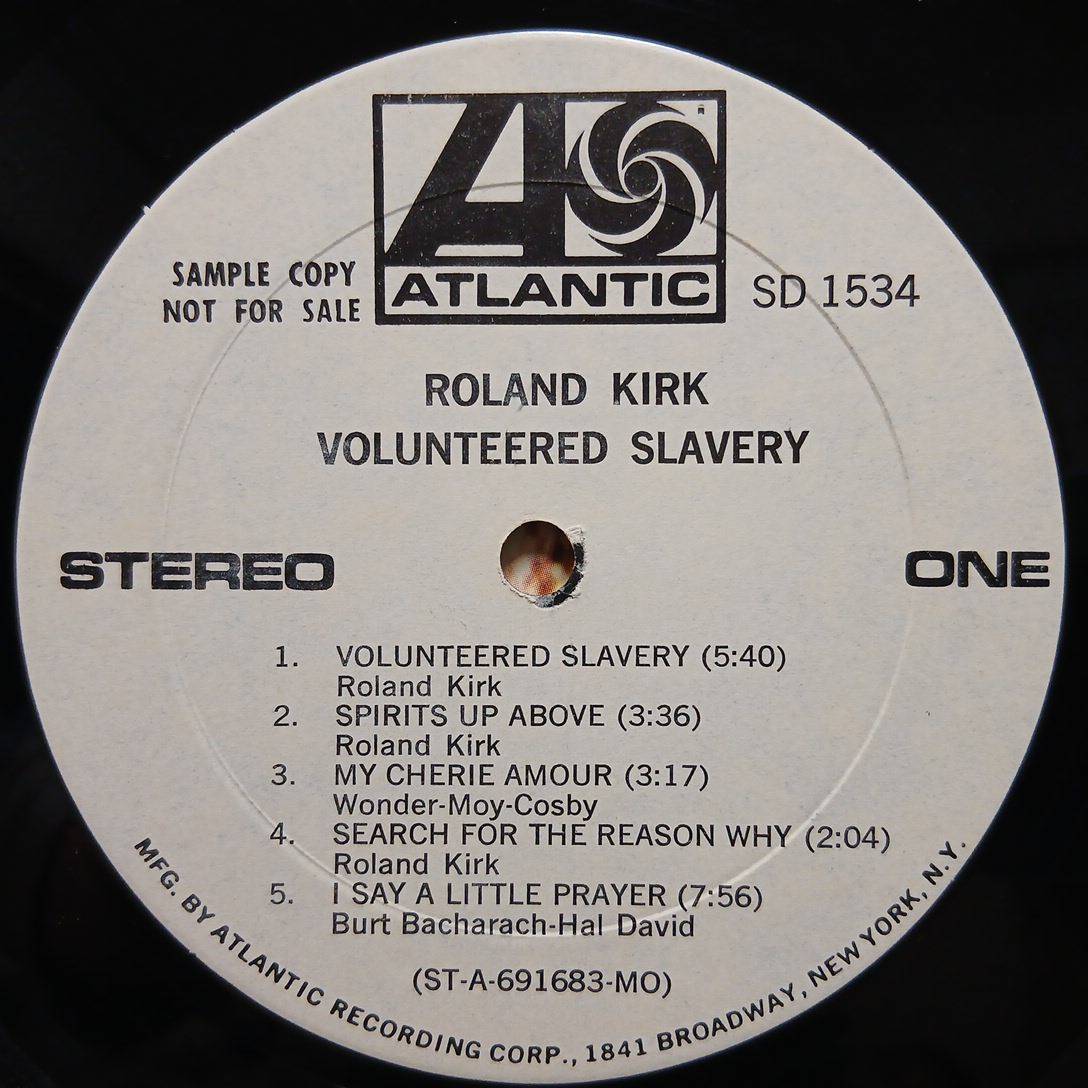 ATLANTIC
SAMPLE COPY
NOT FOR SALE
SD 1534
ROLAND KIRK
VOLUNTEERED SLAVERY
STEREO
ONE
1. VOLUNTEERED SLAVERY (5:40)
Roland Kirk
2. SPIRITS UP ABOVE (3:36)
Roland Kirk
3. MY CHERIE AMOUR (3:17)
Wonder-Moy-Cosby
4. SEARCH FOR THE REASON WHY (2:04)
Roland Kirk
5. I SAY A LITTLE PRAYER (7:56)
Burt Bacharach-Hal David
(ST-A-691683-MO)
MFG. BY ATLANTIC RECORDING CORP., 1841 BROADWAY, NEW YORK, N.Y.